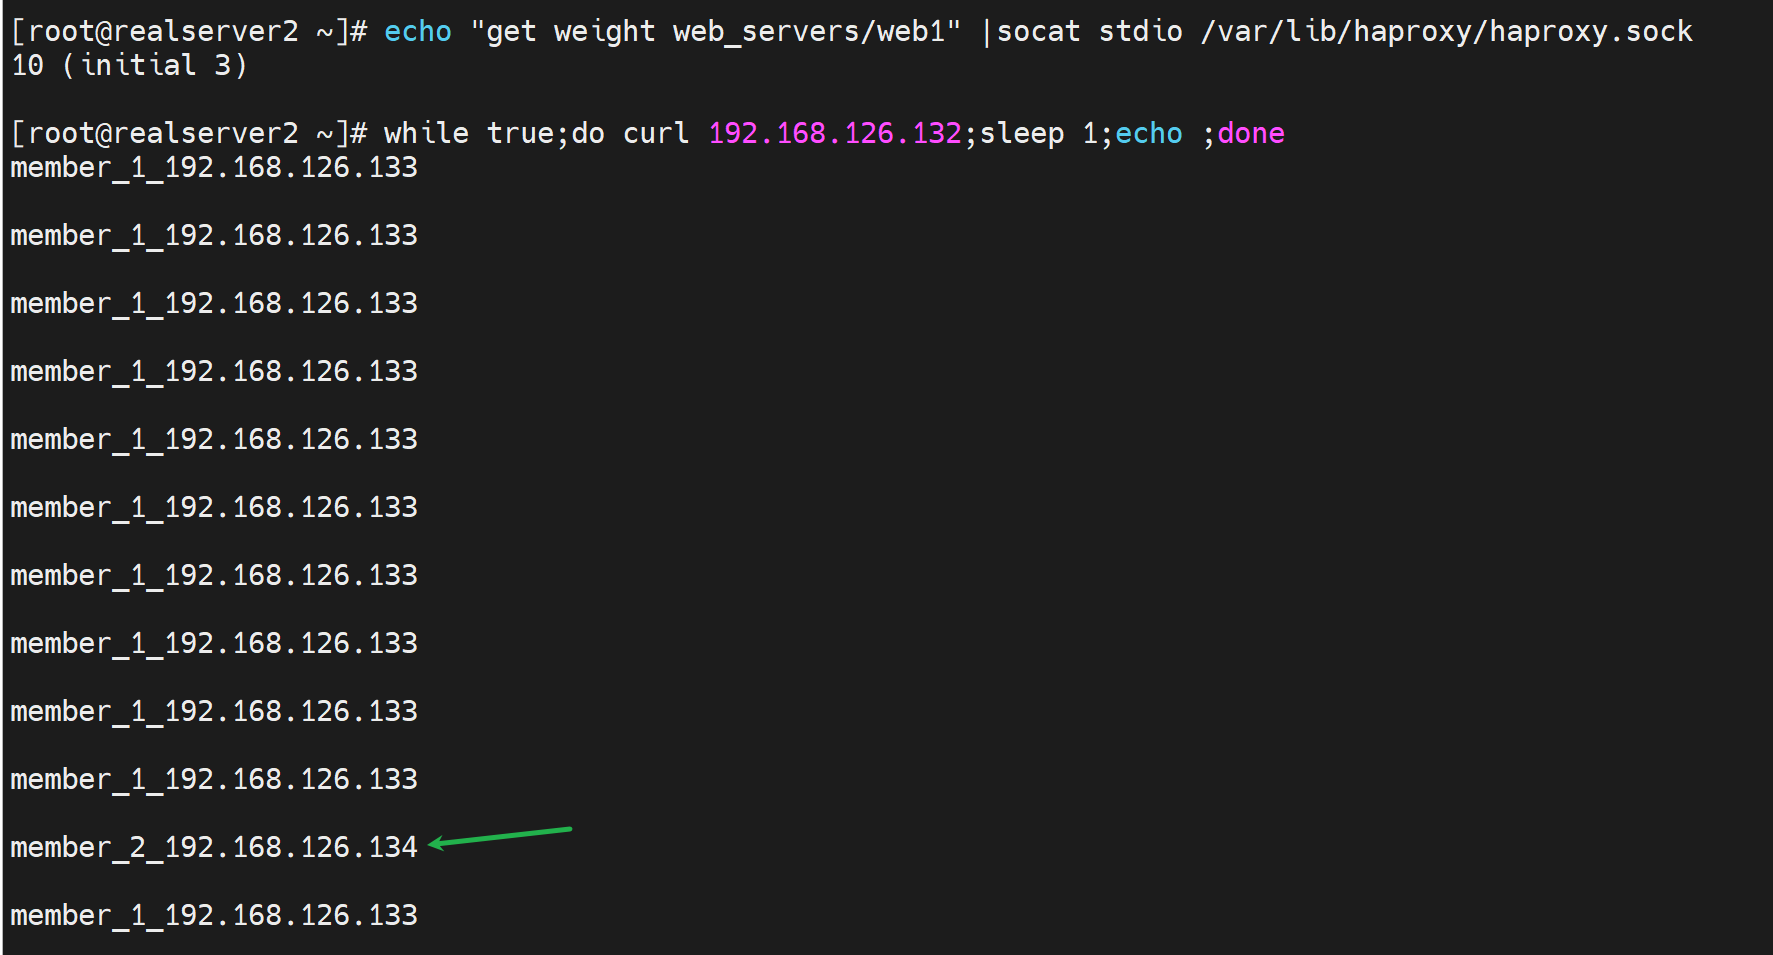 [root@realserver2 ~]# echo "get weight web_servers/web1" |socat stdio /var/lib/haproxy/haproxy.sock
10 (initial 3)
[root@realserver2 ~]# while true;do curl 192.168.126.132;sleep 1;echo ;done
member_1_192.168.126.133
member_1_192.168.126.133
member_1_192.168.126.133
member_1_192.168.126.133
member_1_192.168.126.133
member_1_192.168.126.133
member_1_192.168.126.133
member_1_192.168.126.133
member_1_192.168.126.133
member_1_192.168.126.133
member_2_192.168.126.134
member_1_192.168.126.133